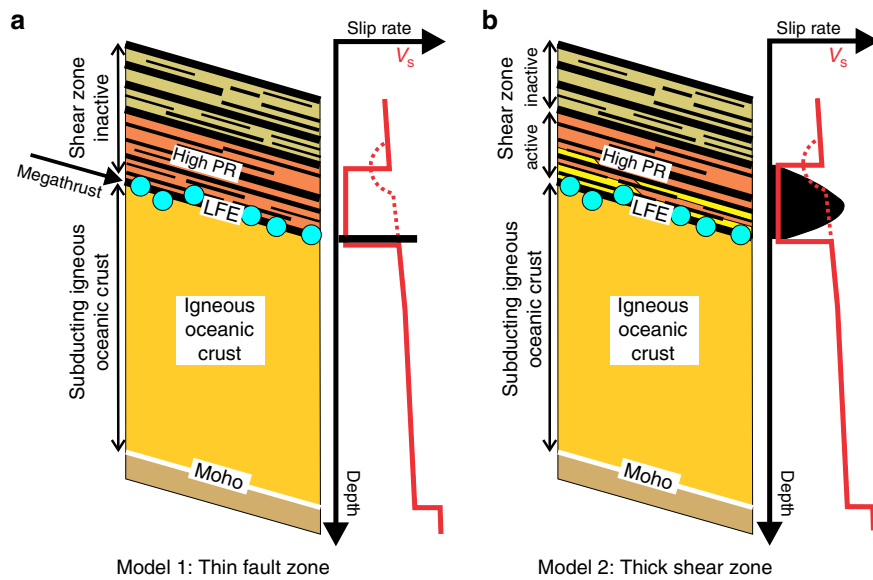 a
Slip rate
Vs
Shear zone
inactive
High PR
Megathrust
LFE
Subducting igneous
oceanic crust
Igneous
oceanic
crust
Moho
Depth
Model 1: Thin fault zone
b
Slip rate
Vs
Shear zone
inactive
active
High PR
LFE
Subducting igneous
oceanic crust
Igneous
oceanic
crust
Moho
Depth
Model 2: Thick shear zone